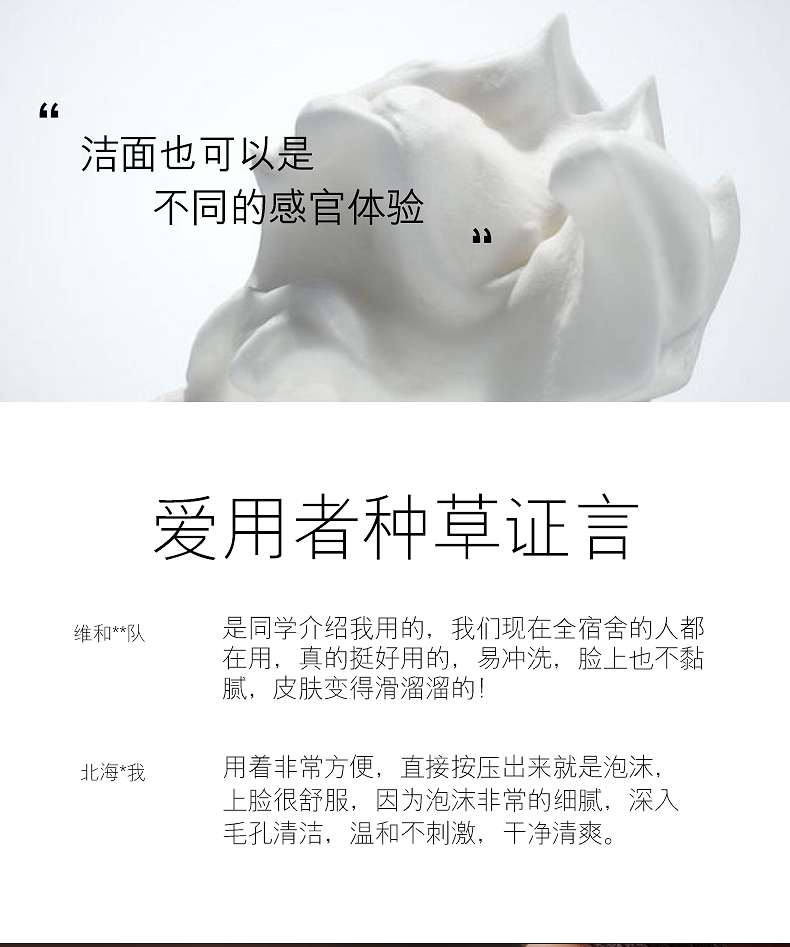 “
洁面也可以是
不同的感官体验
”
爱用者种草证言
维和**队
是同学介绍我用的，我们现在全宿舍的人都
在用，真的挺好用的，易冲洗，脸上也不黏
腻，皮肤变得滑溜溜的！
北海*我
用着非常方便，直接按压出来就是泡沫，
上脸很舒服，因为泡沫非常的细腻，深入
毛孔清洁，温和不刺激，干净清爽。